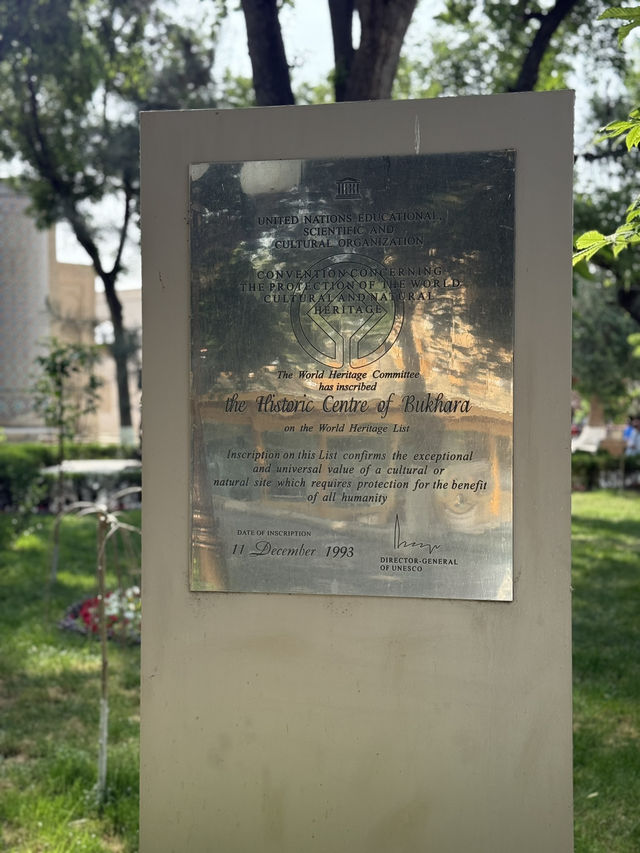 UNITED NATIONS EDUCATIONAL,
SCIENTIFIC AND
CULTURAL ORGANIZATION
CONVENTION CONCERNING
THE PROTECTION OF THE WORLD
CULTURAL AND NATURAL
HERITAGE
The World Heritage Committee
has inscribed
the Historic Centre of Bukhara
on the World Heritage List
Inscription on this List confirms the exceptional
and universal value of a cultural or
natural site which requires protection for the benefit
of all humanity
DATE OF INSCRIPTION
11 December 1993
DIRECTOR-GENERAL
OF UNESCO